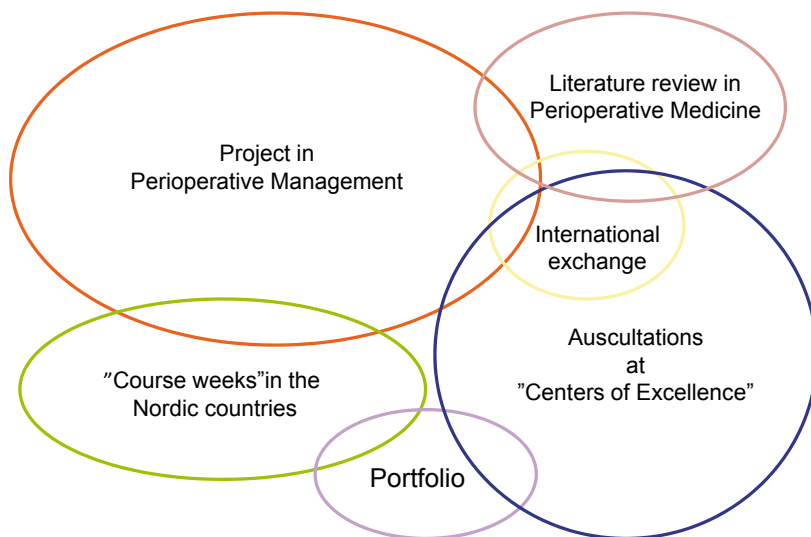 Literature review in
Perioperative Medicine
Project in
Perioperative Management
International
exchange
Auscultations
at
”Centers of Excellence”
”Course weeks”in the
Nordic countries
Portfolio